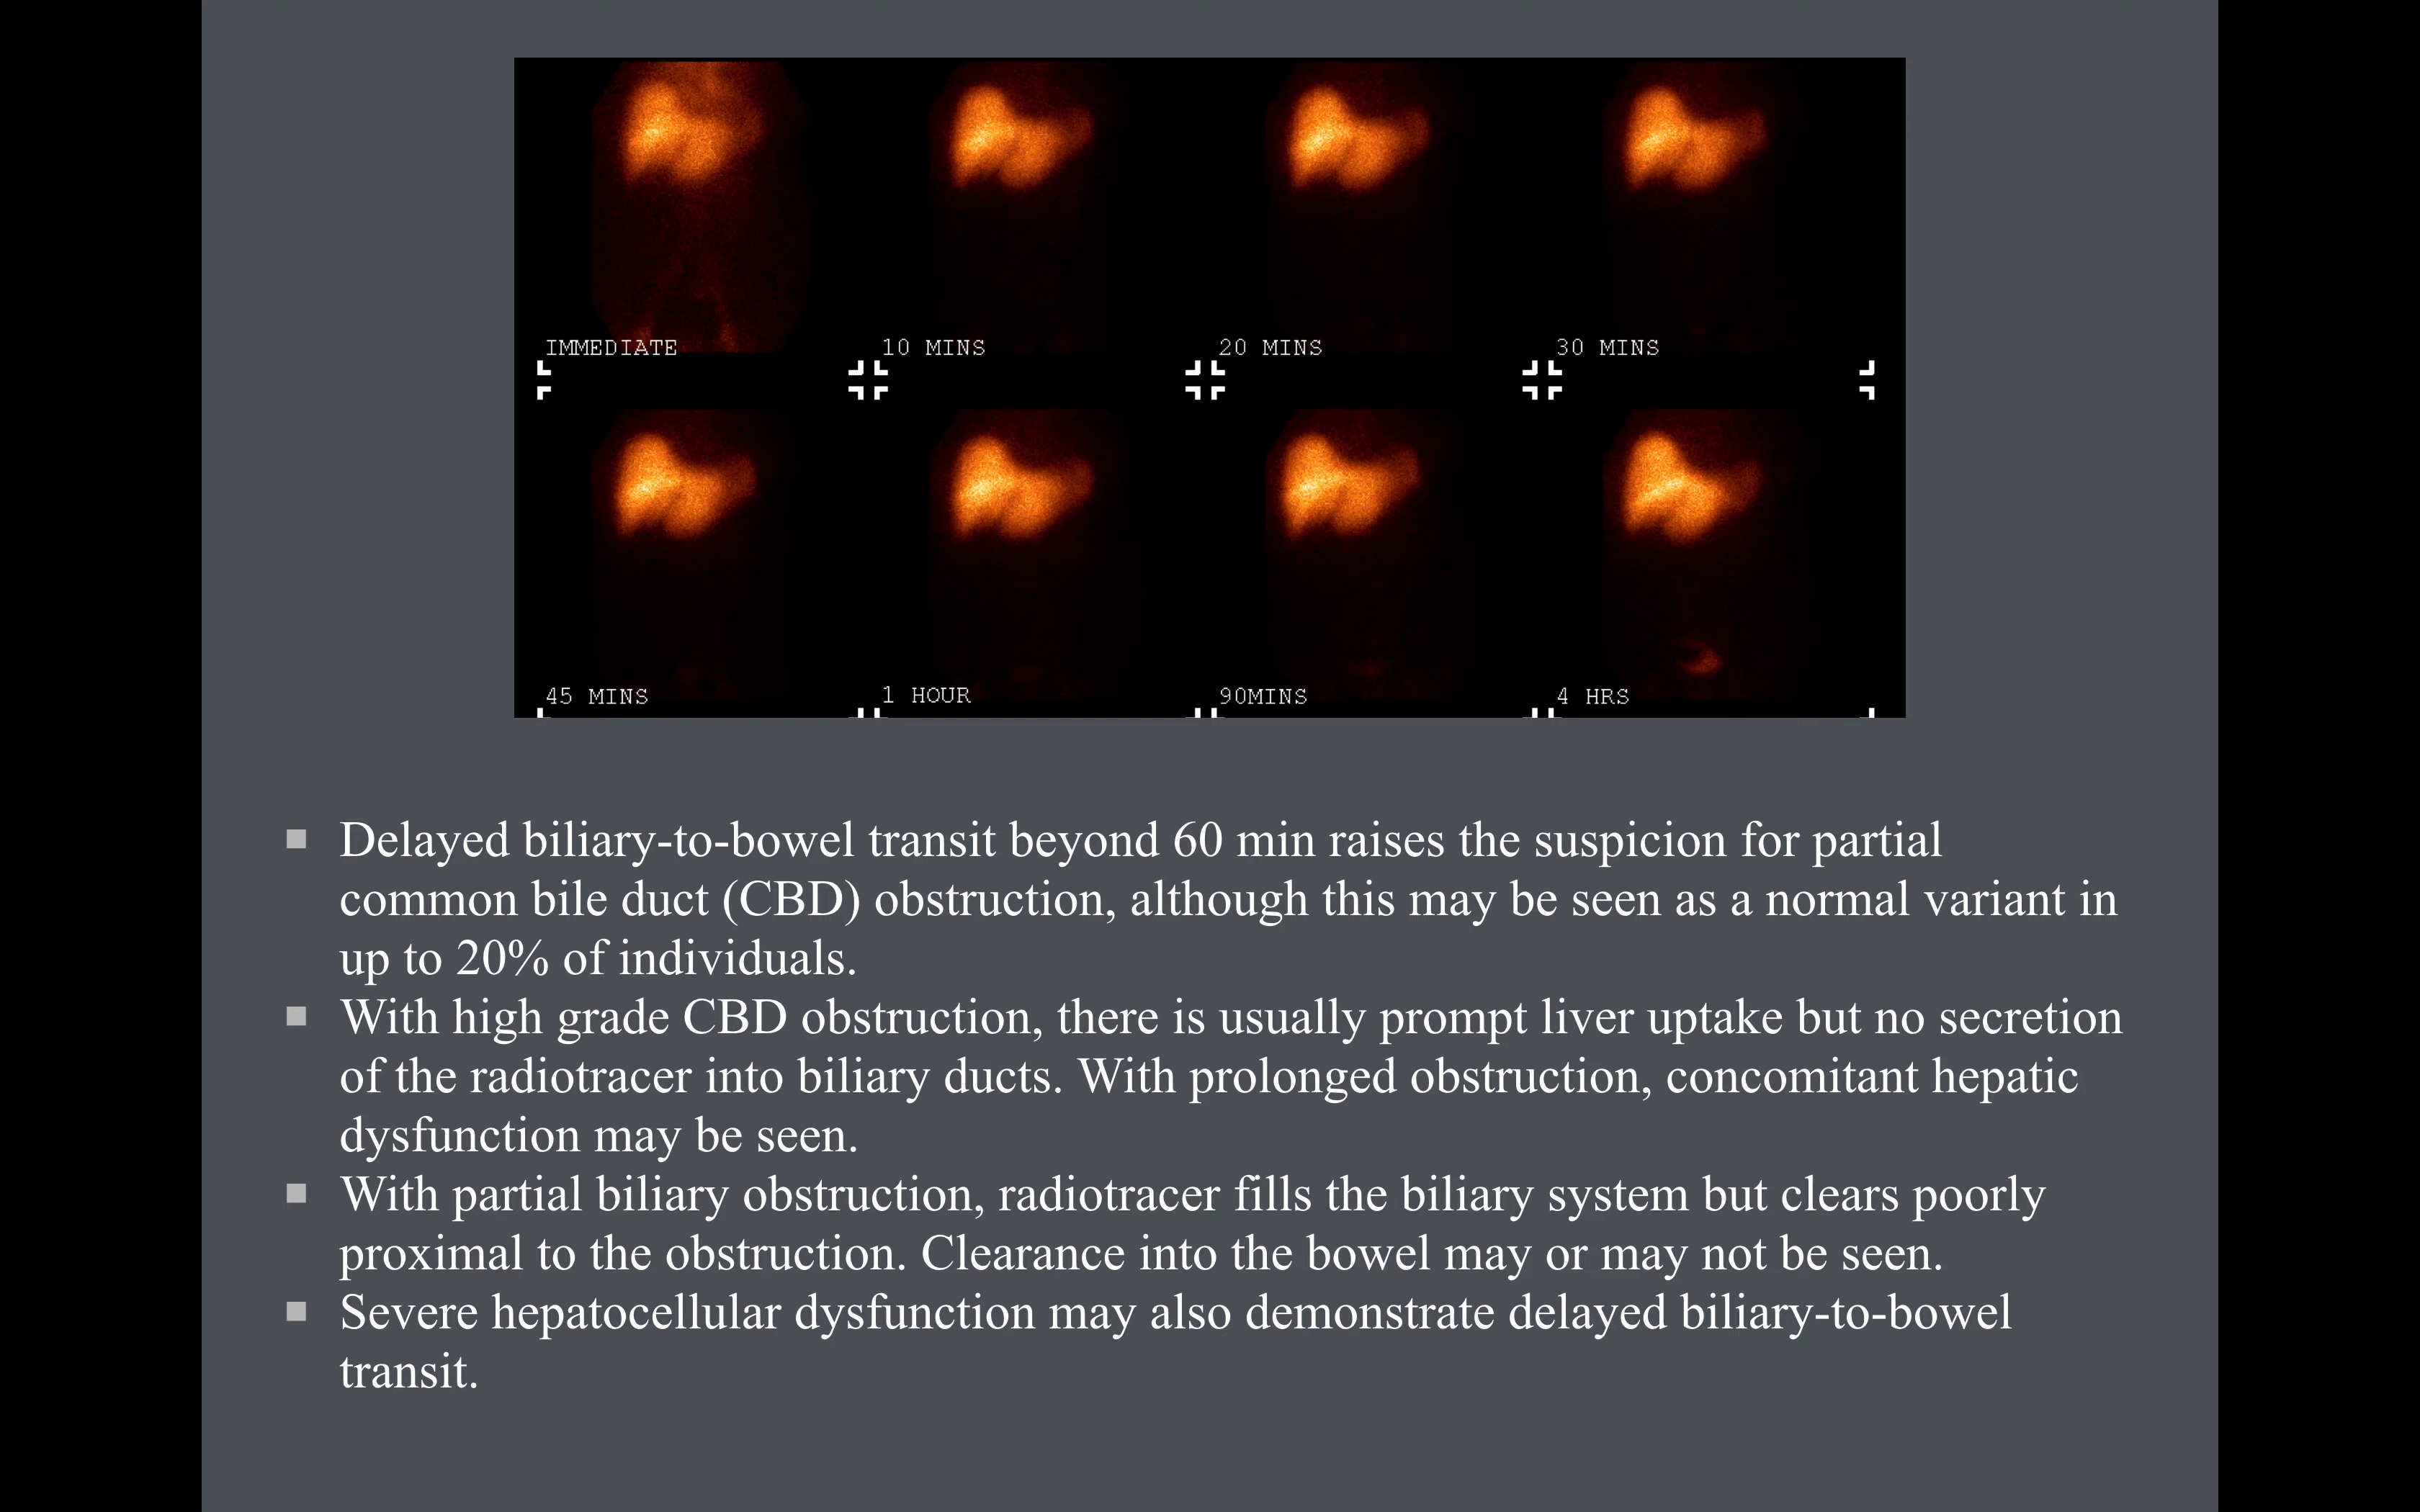 IMMEDIATE 10 MINS 20 MINS 30 MINS
45 MINS 1 HOUR 90MINS 4 HRS
Delayed biliary-to-bowel transit beyond 60 min raises the suspicion for partial
common bile duct (CBD) obstruction, although this may be seen as a normal variant in
up to 20% of individuals.
With high grade CBD obstruction, there is usually prompt liver uptake but no secretion
of the radiotracer into biliary ducts. With prolonged obstruction, concomitant hepatic
dysfunction may be seen.
With partial biliary obstruction, radiotracer fills the biliary system but clears poorly
proximal to the obstruction. Clearance into the bowel may or may not be seen.
Severe hepatocellular dysfunction may also demonstrate delayed biliary-to-bowel
transit.